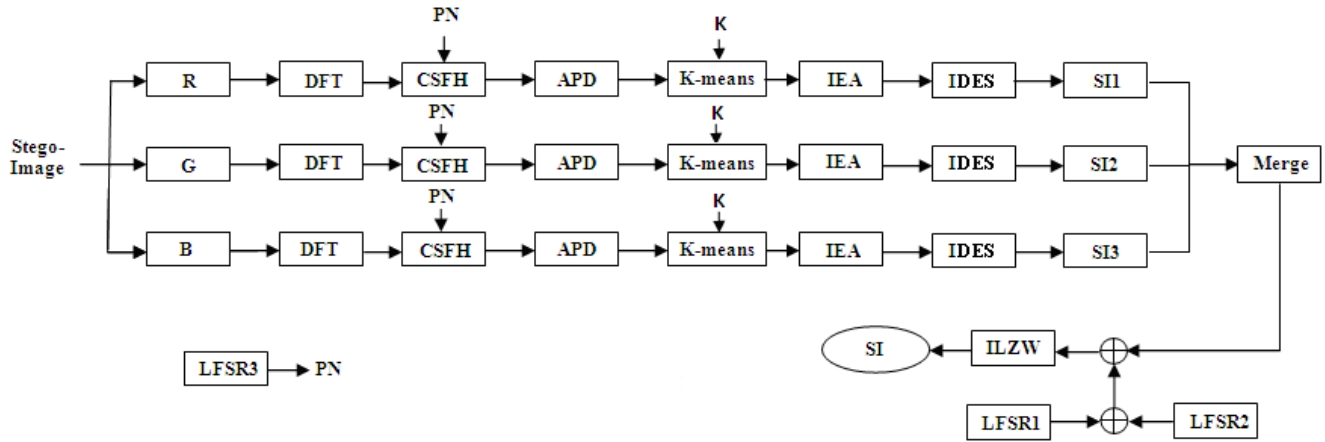 PN K
R DFT CSFH APD K-means IEA IDES SI1
PN K
Stego-
Image
G DFT CSFH APD K-means IEA IDES SI2 Merge
PN K
B DFT CSFH APD K-means IEA IDES SI3
SI ILZW
LFSR3 PN
LFSR1 LFSR2